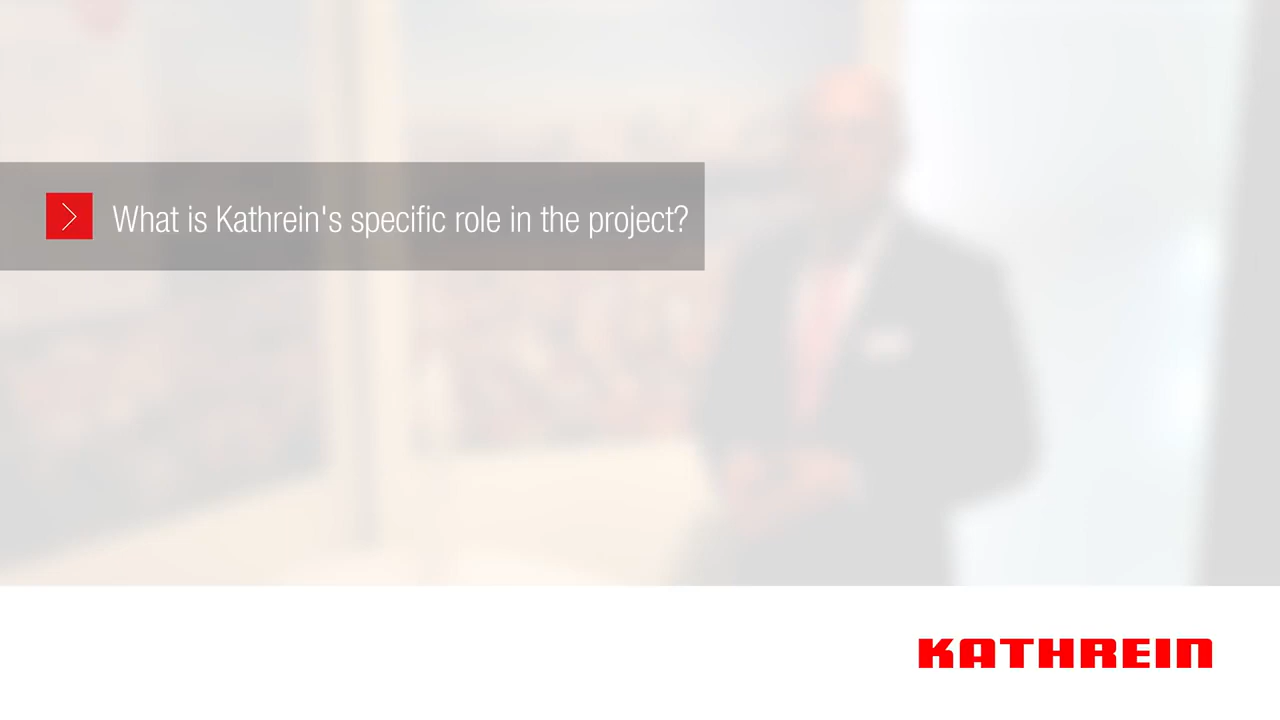 What is Kathrein's specific role in the project?
KATHREIN